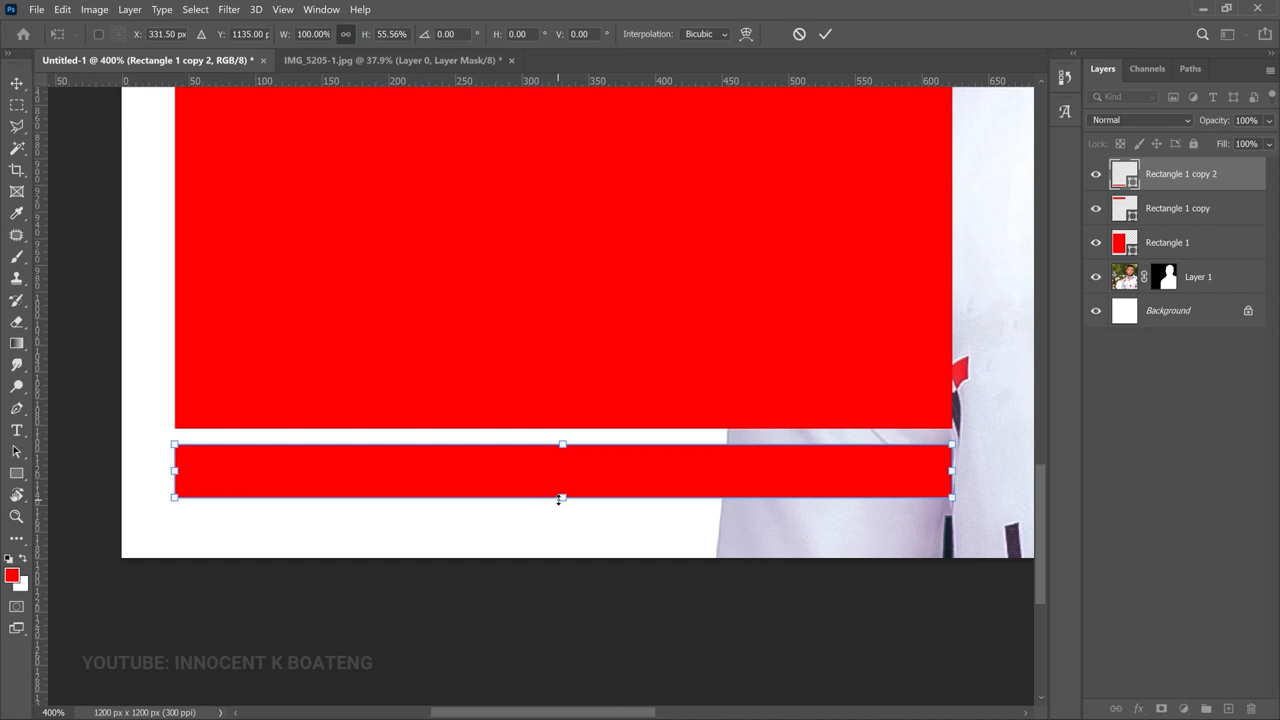 File Edit Image Layer Type Select Filter 3D View Window Help
X: 331.50 px Y: 1135.00 p W: 100.00% H: 55.56% 0.00 ° H: 0.00 ° V: 0.00 ° Interpolation: Bicubic
Untitled-1 @ 400% (Rectangle 1 copy 2, RGB/8) * × IMG_5205-1.jpg @ 37.9% (Layer 0, Layer Mask/8) * ×
50 0 50 100 150 200 250 300 350 400 450 500 550 600 650
Layers Channels Paths
Kind
Normal Opacity: 100%
Lock: Fill: 100%
Rectangle 1 copy 2
Rectangle 1 copy
Rectangle 1
Layer 1
Background
YOUTUBE: INNOCENT K BOATENG
400% 1200 px x 1200 px (300 ppi)